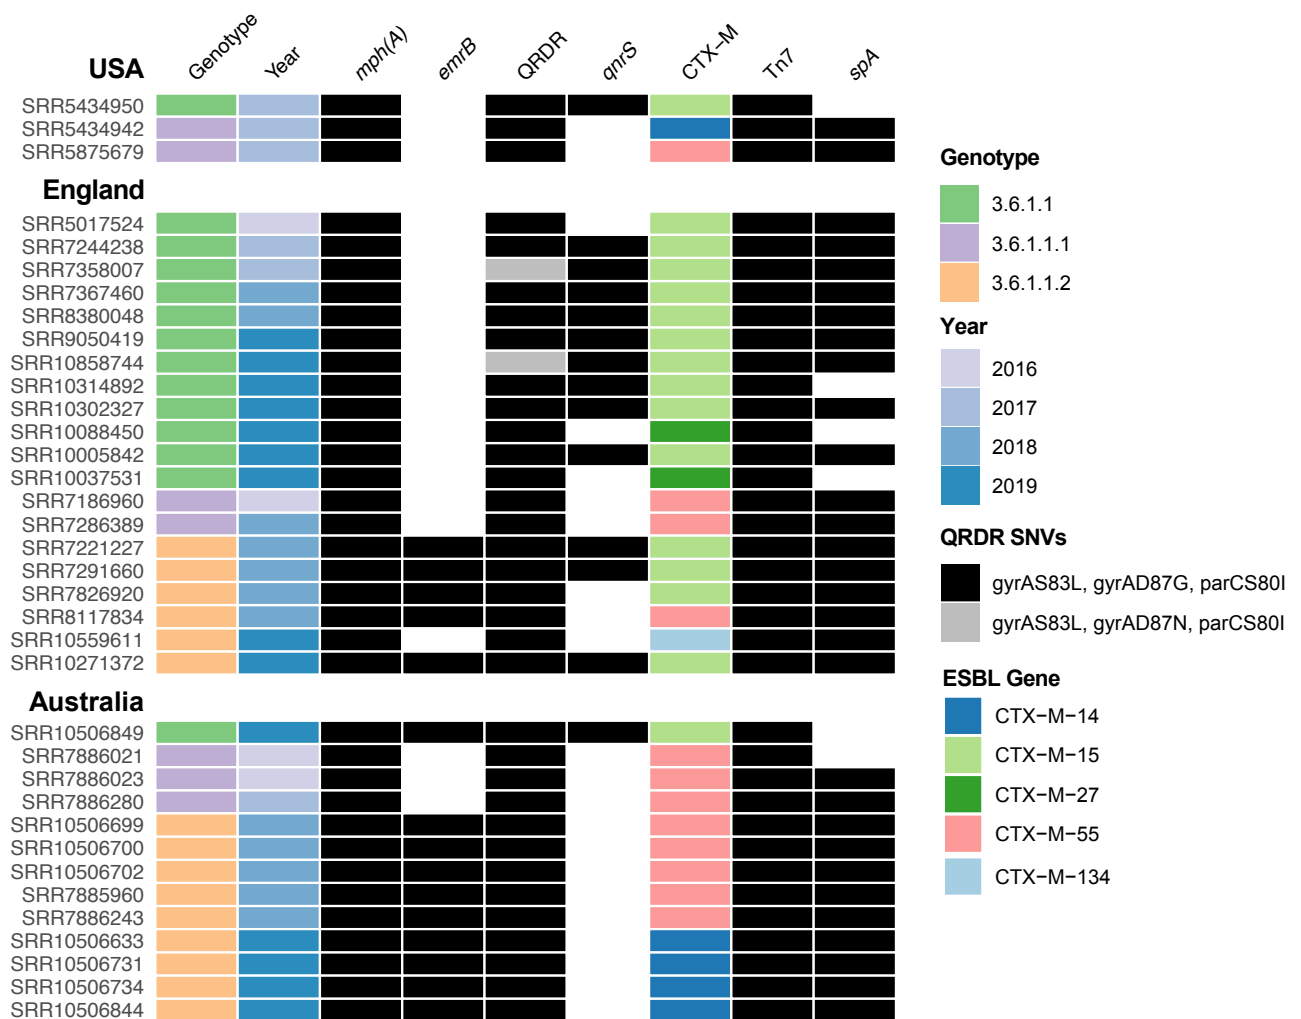 USA
Genotype
Year
mph(A)
emrB
QRDR
qnrS
CTX−M
Tn7
spA
SRR5434950
SRR5434942
SRR5875679
England
SRR5017524
SRR7244238
SRR7358007
SRR7367460
SRR8380048
SRR9050419
SRR10858744
SRR10314892
SRR10302327
SRR10088450
SRR10005842
SRR10037531
SRR7186960
SRR7286389
SRR7221227
SRR7291660
SRR7826920
SRR8117834
SRR10559611
SRR10271372
Australia
SRR10506849
SRR7886021
SRR7886023
SRR7886280
SRR10506699
SRR10506700
SRR10506702
SRR7885960
SRR7886243
SRR10506633
SRR10506731
SRR10506734
SRR10506844
Genotype
3.6.1.1
3.6.1.1.1
3.6.1.1.2
Year
2016
2017
2018
2019
QRDR SNVs
gyrAS83L, gyrAD87G, parCS80I
gyrAS83L, gyrAD87N, parCS80I
ESBL Gene
CTX−M−14
CTX−M−15
CTX−M−27
CTX−M−55
CTX−M−134